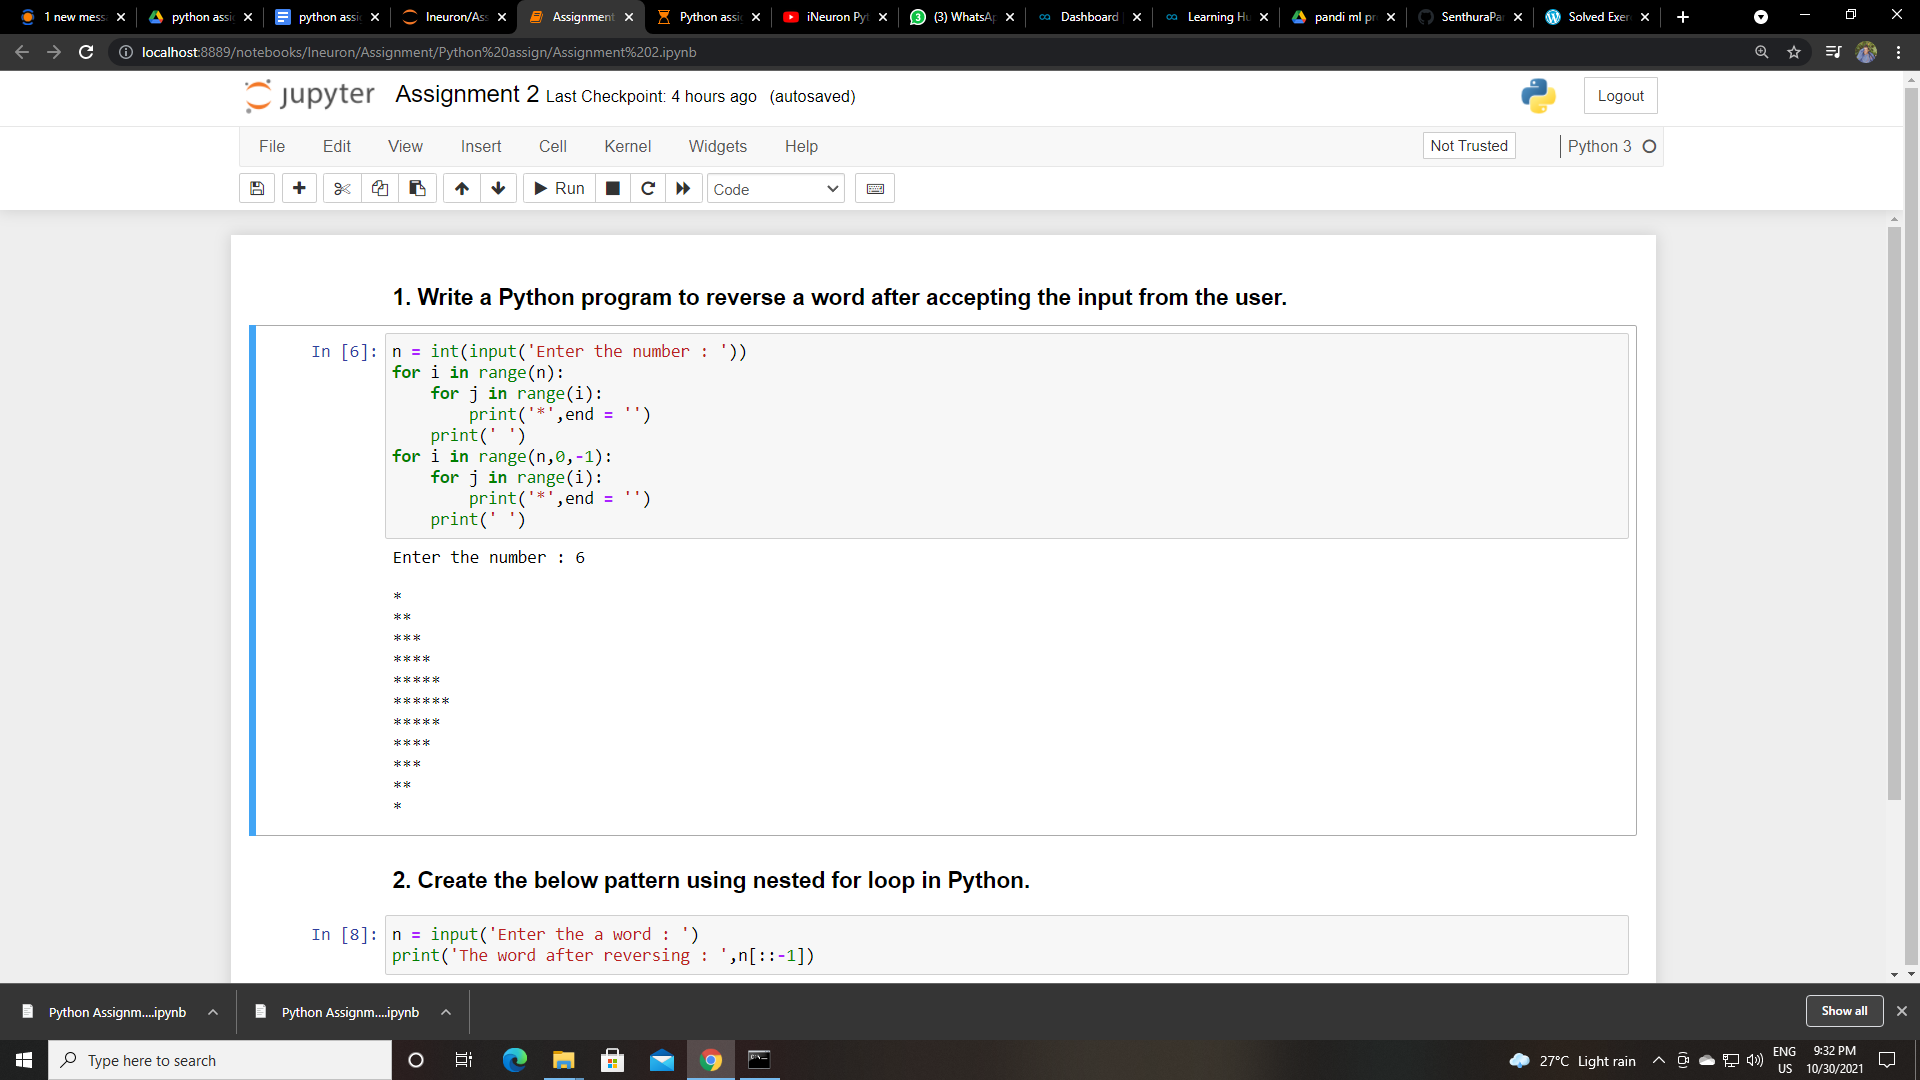 1 new mess
python assi
python assi
Ineuron/Ass
Assignment
Python assi
iNeuron Pyt
(3) WhatsAp
Dashboard
Learning Hu
pandi ml pr
SenthuraPa
Solved Exer
localhost:8889/notebooks/Ineuron/Assignment/Python%20assign/Assignment%202.ipynb
jupyter Assignment 2 Last Checkpoint: 4 hours ago (autosaved)
Logout
File Edit View Insert Cell Kernel Widgets Help
Not Trusted
Python 3
Run
Code
1. Write a Python program to reverse a word after accepting the input from the user.
In [6]: n = int(input('Enter the number : '))
for i in range(n):
    for j in range(i):
        print('*',end = '')
    print(' ')
for i in range(n,0,-1):
    for j in range(i):
        print('*',end = '')
    print(' ')
Enter the number : 6
*
**
***
****
*****
******
*****
****
***
**
*
2. Create the below pattern using nested for loop in Python.
In [8]: n = input('Enter the a word : ')
print('The word after reversing : ',n[::-1])
Python Assignm....ipynb
Python Assignm....ipynb
Show all
Type here to search
27°C Light rain
ENG
US
9:32 PM
10/30/2021